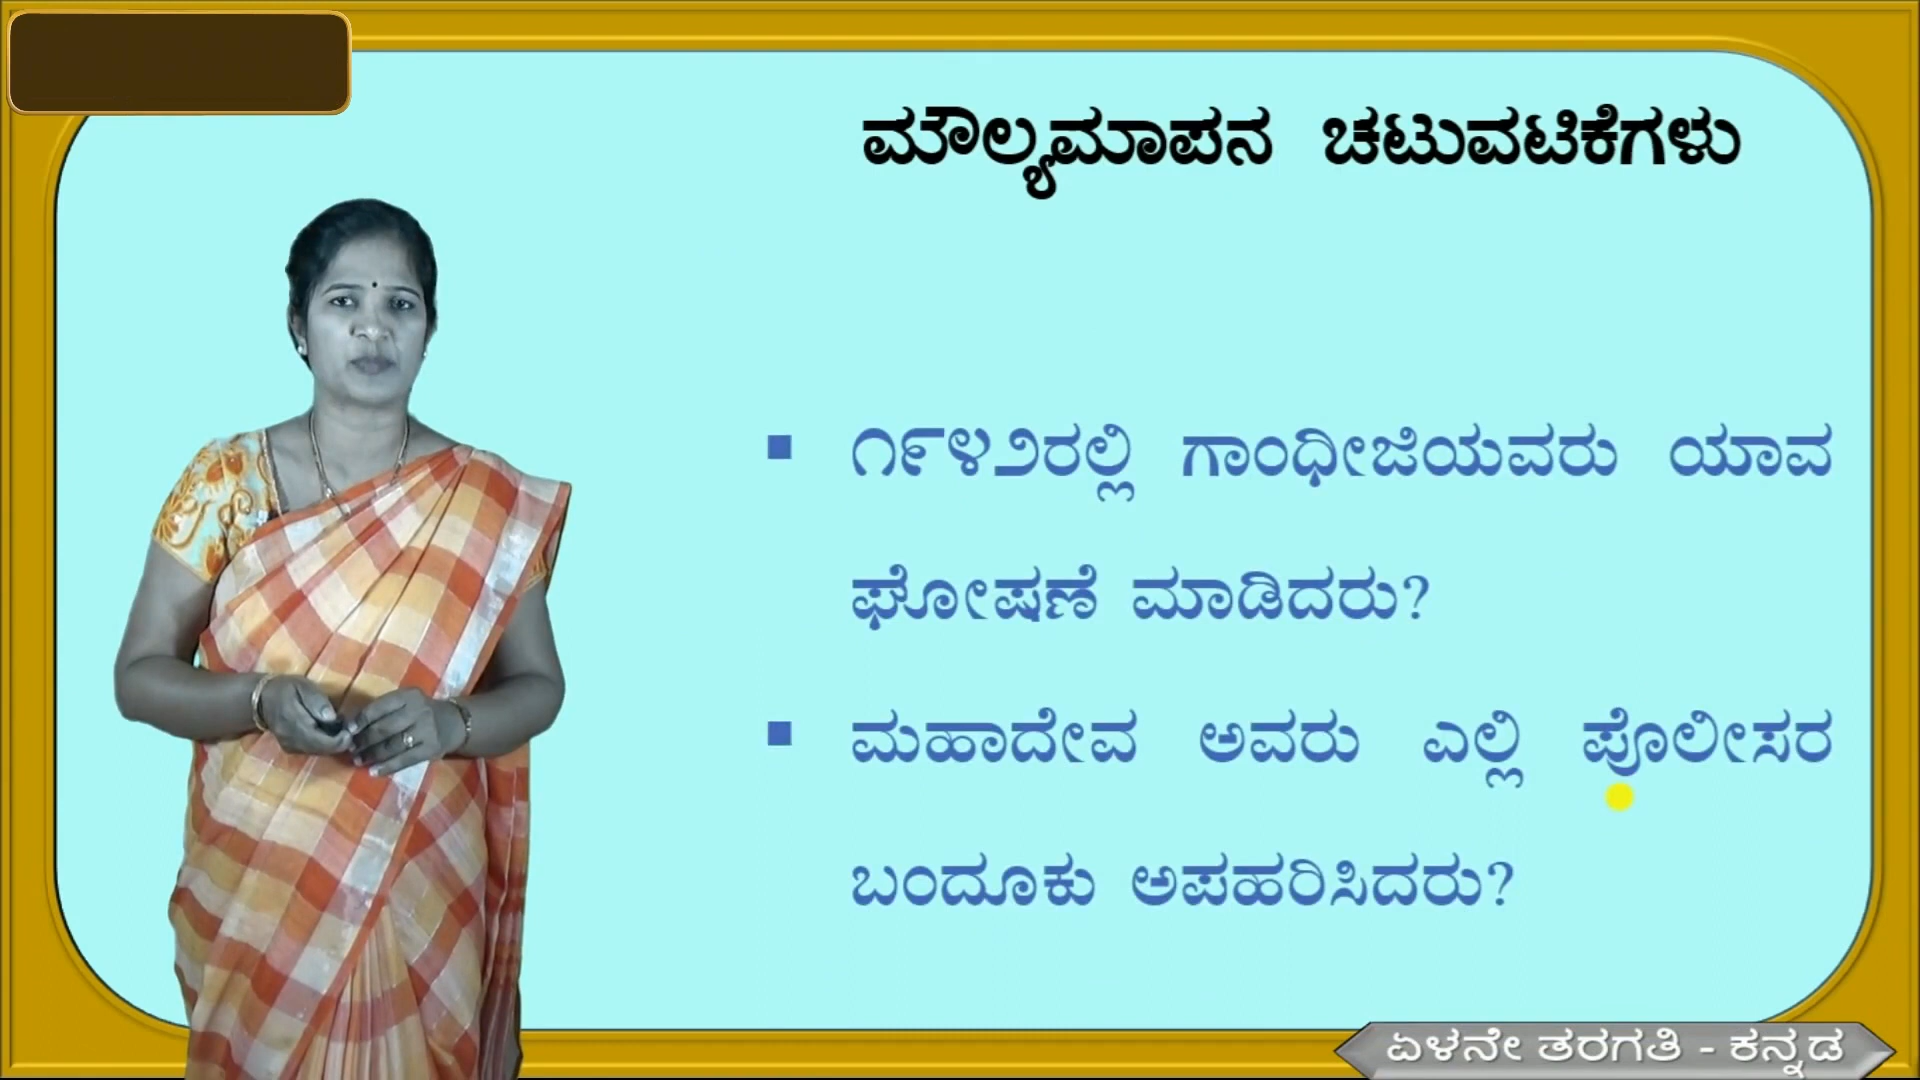 ಮೌಲ್ಯಮಾಪನ ಚಟುವಟಿಕೆಗಳು
▪ ೧೯೪೨ರಲ್ಲಿ ಗಾಂಧೀಜಿಯವರು ಯಾವ
ಘೋಷಣೆ ಮಾಡಿದರು?
▪ ಮಹಾದೇವ ಅವರು ಎಲ್ಲಿ ಪೊಲೀಸರ
ಬಂದೂಕು ಅಪಹರಿಸಿದರು?
ಏಳನೇ ತರಗತಿ - ಕನ್ನಡ